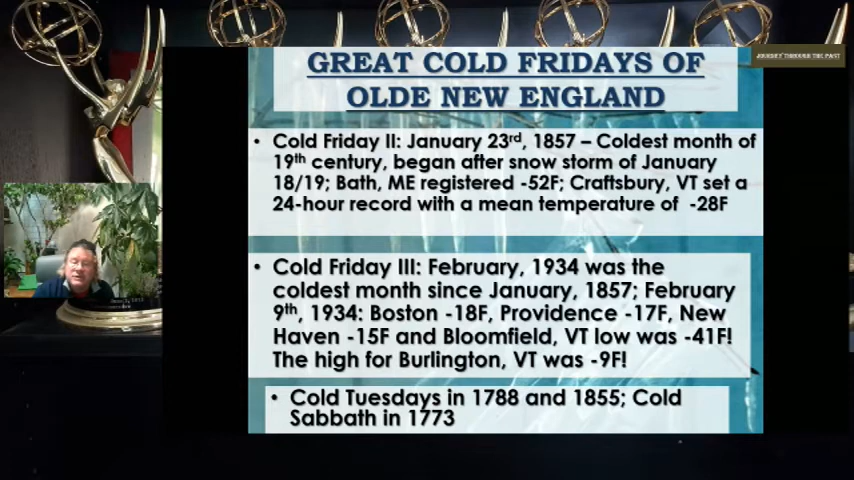 GREAT COLD FRIDAYS OF
OLDE NEW ENGLAND
JOURNEY THROUGH THE PAST
• Cold Friday II: January 23rd, 1857 – Coldest month of
19th century, began after snow storm of January
18/19; Bath, ME registered -52F; Craftsbury, VT set a
24-hour record with a mean temperature of -28F
• Cold Friday III: February, 1934 was the
coldest month since January, 1857; February
9th, 1934: Boston -18F, Providence -17F, New
Haven -15F and Bloomfield, VT low was -41F!
The high for Burlington, VT was -9F!
• Cold Tuesdays in 1788 and 1855; Cold
Sabbath in 1773